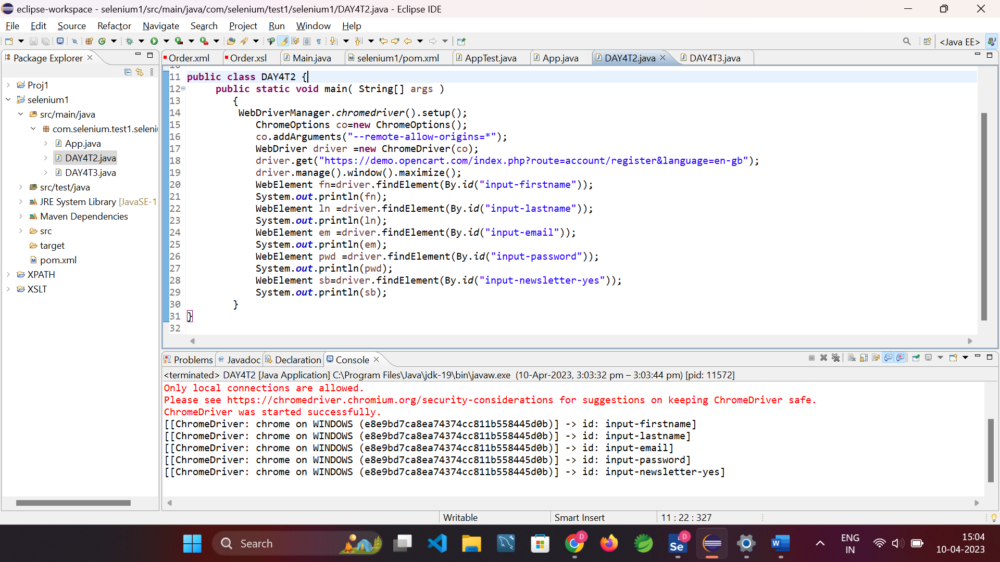 eclipse-workspace - selenium1/src/main/java/com/selenium/test1/selenium1/DAY4T2.java - Eclipse IDE
File Edit Source Refactor Navigate Search Project Run Window Help
<Java EE>
Package Explorer
Order.xml Order.xsl Main.java selenium1/pom.xml AppTest.java App.java DAY4T2.java DAY4T3.java
Proj1
selenium1
src/main/java
com.selenium.test1.seleni
App.java
DAY4T2.java
DAY4T3.java
src/test/java
JRE System Library [JavaSE-1
Maven Dependencies
src
target
pom.xml
XPATH
XSLT
10
11 public class DAY4T2 {
12 public static void main( String[] args )
13 {
14 WebDriverManager.chromedriver().setup();
15 ChromeOptions co=new ChromeOptions();
16 co.addArguments("--remote-allow-origins=*");
17 WebDriver driver =new ChromeDriver(co);
18 driver.get("https://demo.opencart.com/index.php?route=account/register&language=en-gb");
19 driver.manage().window().maximize();
20 WebElement fn=driver.findElement(By.id("input-firstname"));
21 System.out.println(fn);
22 WebElement ln =driver.findElement(By.id("input-lastname"));
23 System.out.println(ln);
24 WebElement em =driver.findElement(By.id("input-email"));
25 System.out.println(em);
26 WebElement pwd =driver.findElement(By.id("input-password"));
27 System.out.println(pwd);
28 WebElement sb=driver.findElement(By.id("input-newsletter-yes"));
29 System.out.println(sb);
30 }
31 }
32
Problems Javadoc Declaration Console
<terminated> DAY4T2 [Java Application] C:\Program Files\Java\jdk-19\bin\javaw.exe (10-Apr-2023, 3:03:32 pm – 3:03:44 pm) [pid: 11572]
Only local connections are allowed.
Please see https://chromedriver.chromium.org/security-considerations for suggestions on keeping ChromeDriver safe.
ChromeDriver was started successfully.
[[ChromeDriver: chrome on WINDOWS (e8e9bd7ca8ea74374cc811b558445d0b)] -> id: input-firstname]
[[ChromeDriver: chrome on WINDOWS (e8e9bd7ca8ea74374cc811b558445d0b)] -> id: input-lastname]
[[ChromeDriver: chrome on WINDOWS (e8e9bd7ca8ea74374cc811b558445d0b)] -> id: input-email]
[[ChromeDriver: chrome on WINDOWS (e8e9bd7ca8ea74374cc811b558445d0b)] -> id: input-password]
[[ChromeDriver: chrome on WINDOWS (e8e9bd7ca8ea74374cc811b558445d0b)] -> id: input-newsletter-yes]
Writable Smart Insert 11 : 22 : 327
Search
D
Se D
W
ENG
IN
15:04
10-04-2023